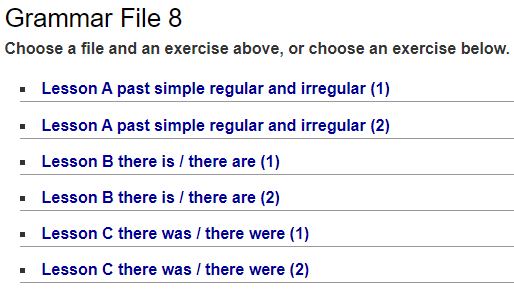 Grammar File 8
Choose a file and an exercise above, or choose an exercise below.
Lesson A past simple regular and irregular (1)
Lesson A past simple regular and irregular (2)
Lesson B there is / there are (1)
Lesson B there is / there are (2)
Lesson C there was / there were (1)
Lesson C there was / there were (2)